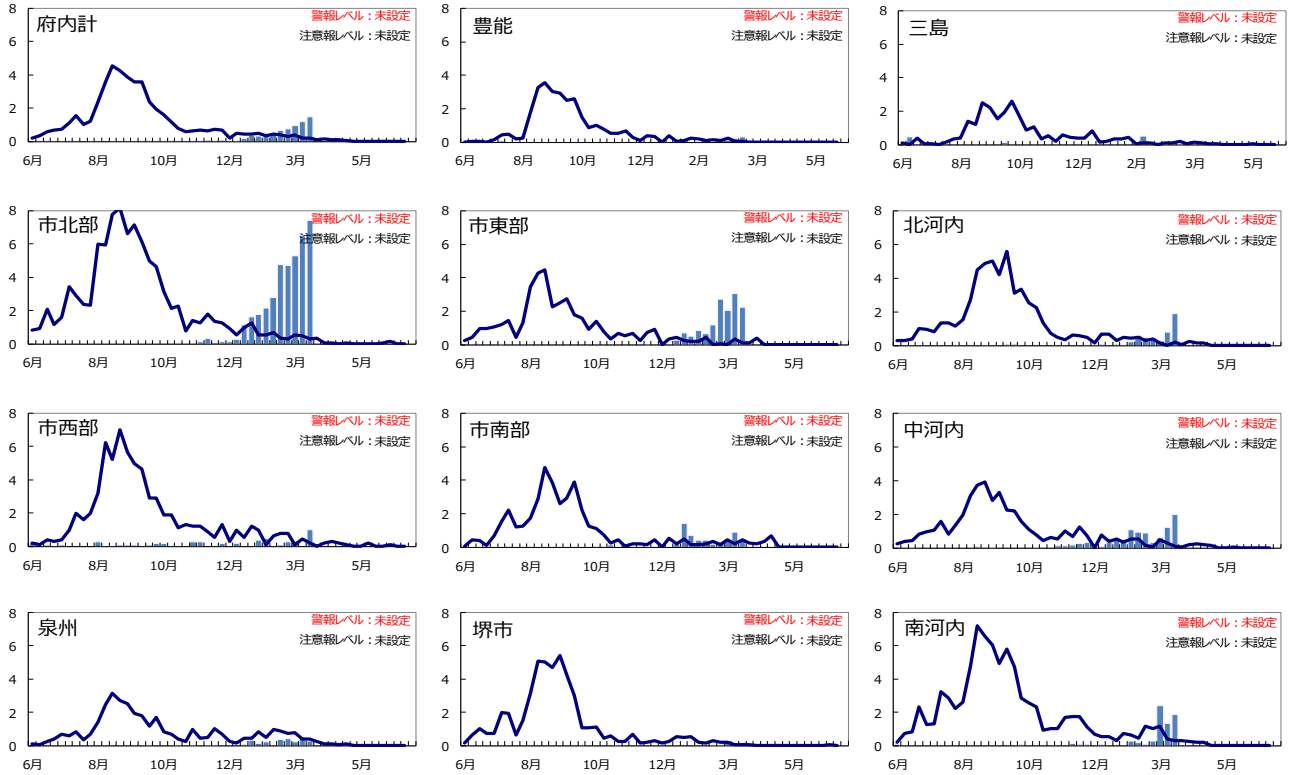 府内計
警報レベル：未設定
注意報レベル：未設定
8
6
4
2
0
6月 8月 10月 12月 3月 5月
豊能
警報レベル：未設定
注意報レベル：未設定
8
6
4
2
0
6月 8月 10月 12月 3月 5月
三島
警報レベル：未設定
注意報レベル：未設定
8
6
4
2
0
6月 8月 10月 12月 2月 5月
市北部
警報レベル：未設定
注意報レベル：未設定
8
6
4
2
0
6月 8月 10月 12月 3月 5月
市東部
警報レベル：未設定
注意報レベル：未設定
8
6
4
2
0
6月 8月 10月 12月 3月 5月
北河内
警報レベル：未設定
注意報レベル：未設定
8
6
4
2
0
6月 8月 10月 12月 3月 5月
市西部
警報レベル：未設定
注意報レベル：未設定
8
6
4
2
0
6月 8月 10月 12月 3月 5月
市南部
警報レベル：未設定
注意報レベル：未設定
8
6
4
2
0
6月 8月 10月 12月 3月 5月
中河内
警報レベル：未設定
注意報レベル：未設定
8
6
4
2
0
6月 8月 10月 12月 3月 5月
泉州
警報レベル：未設定
注意報レベル：未設定
8
6
4
2
0
6月 8月 10月 12月 3月 5月
堺市
警報レベル：未設定
注意報レベル：未設定
8
6
4
2
0
6月 8月 10月 12月 3月 5月
南河内
警報レベル：未設定
注意報レベル：未設定
8
6
4
2
0
6月 8月 10月 12月 3月 5月